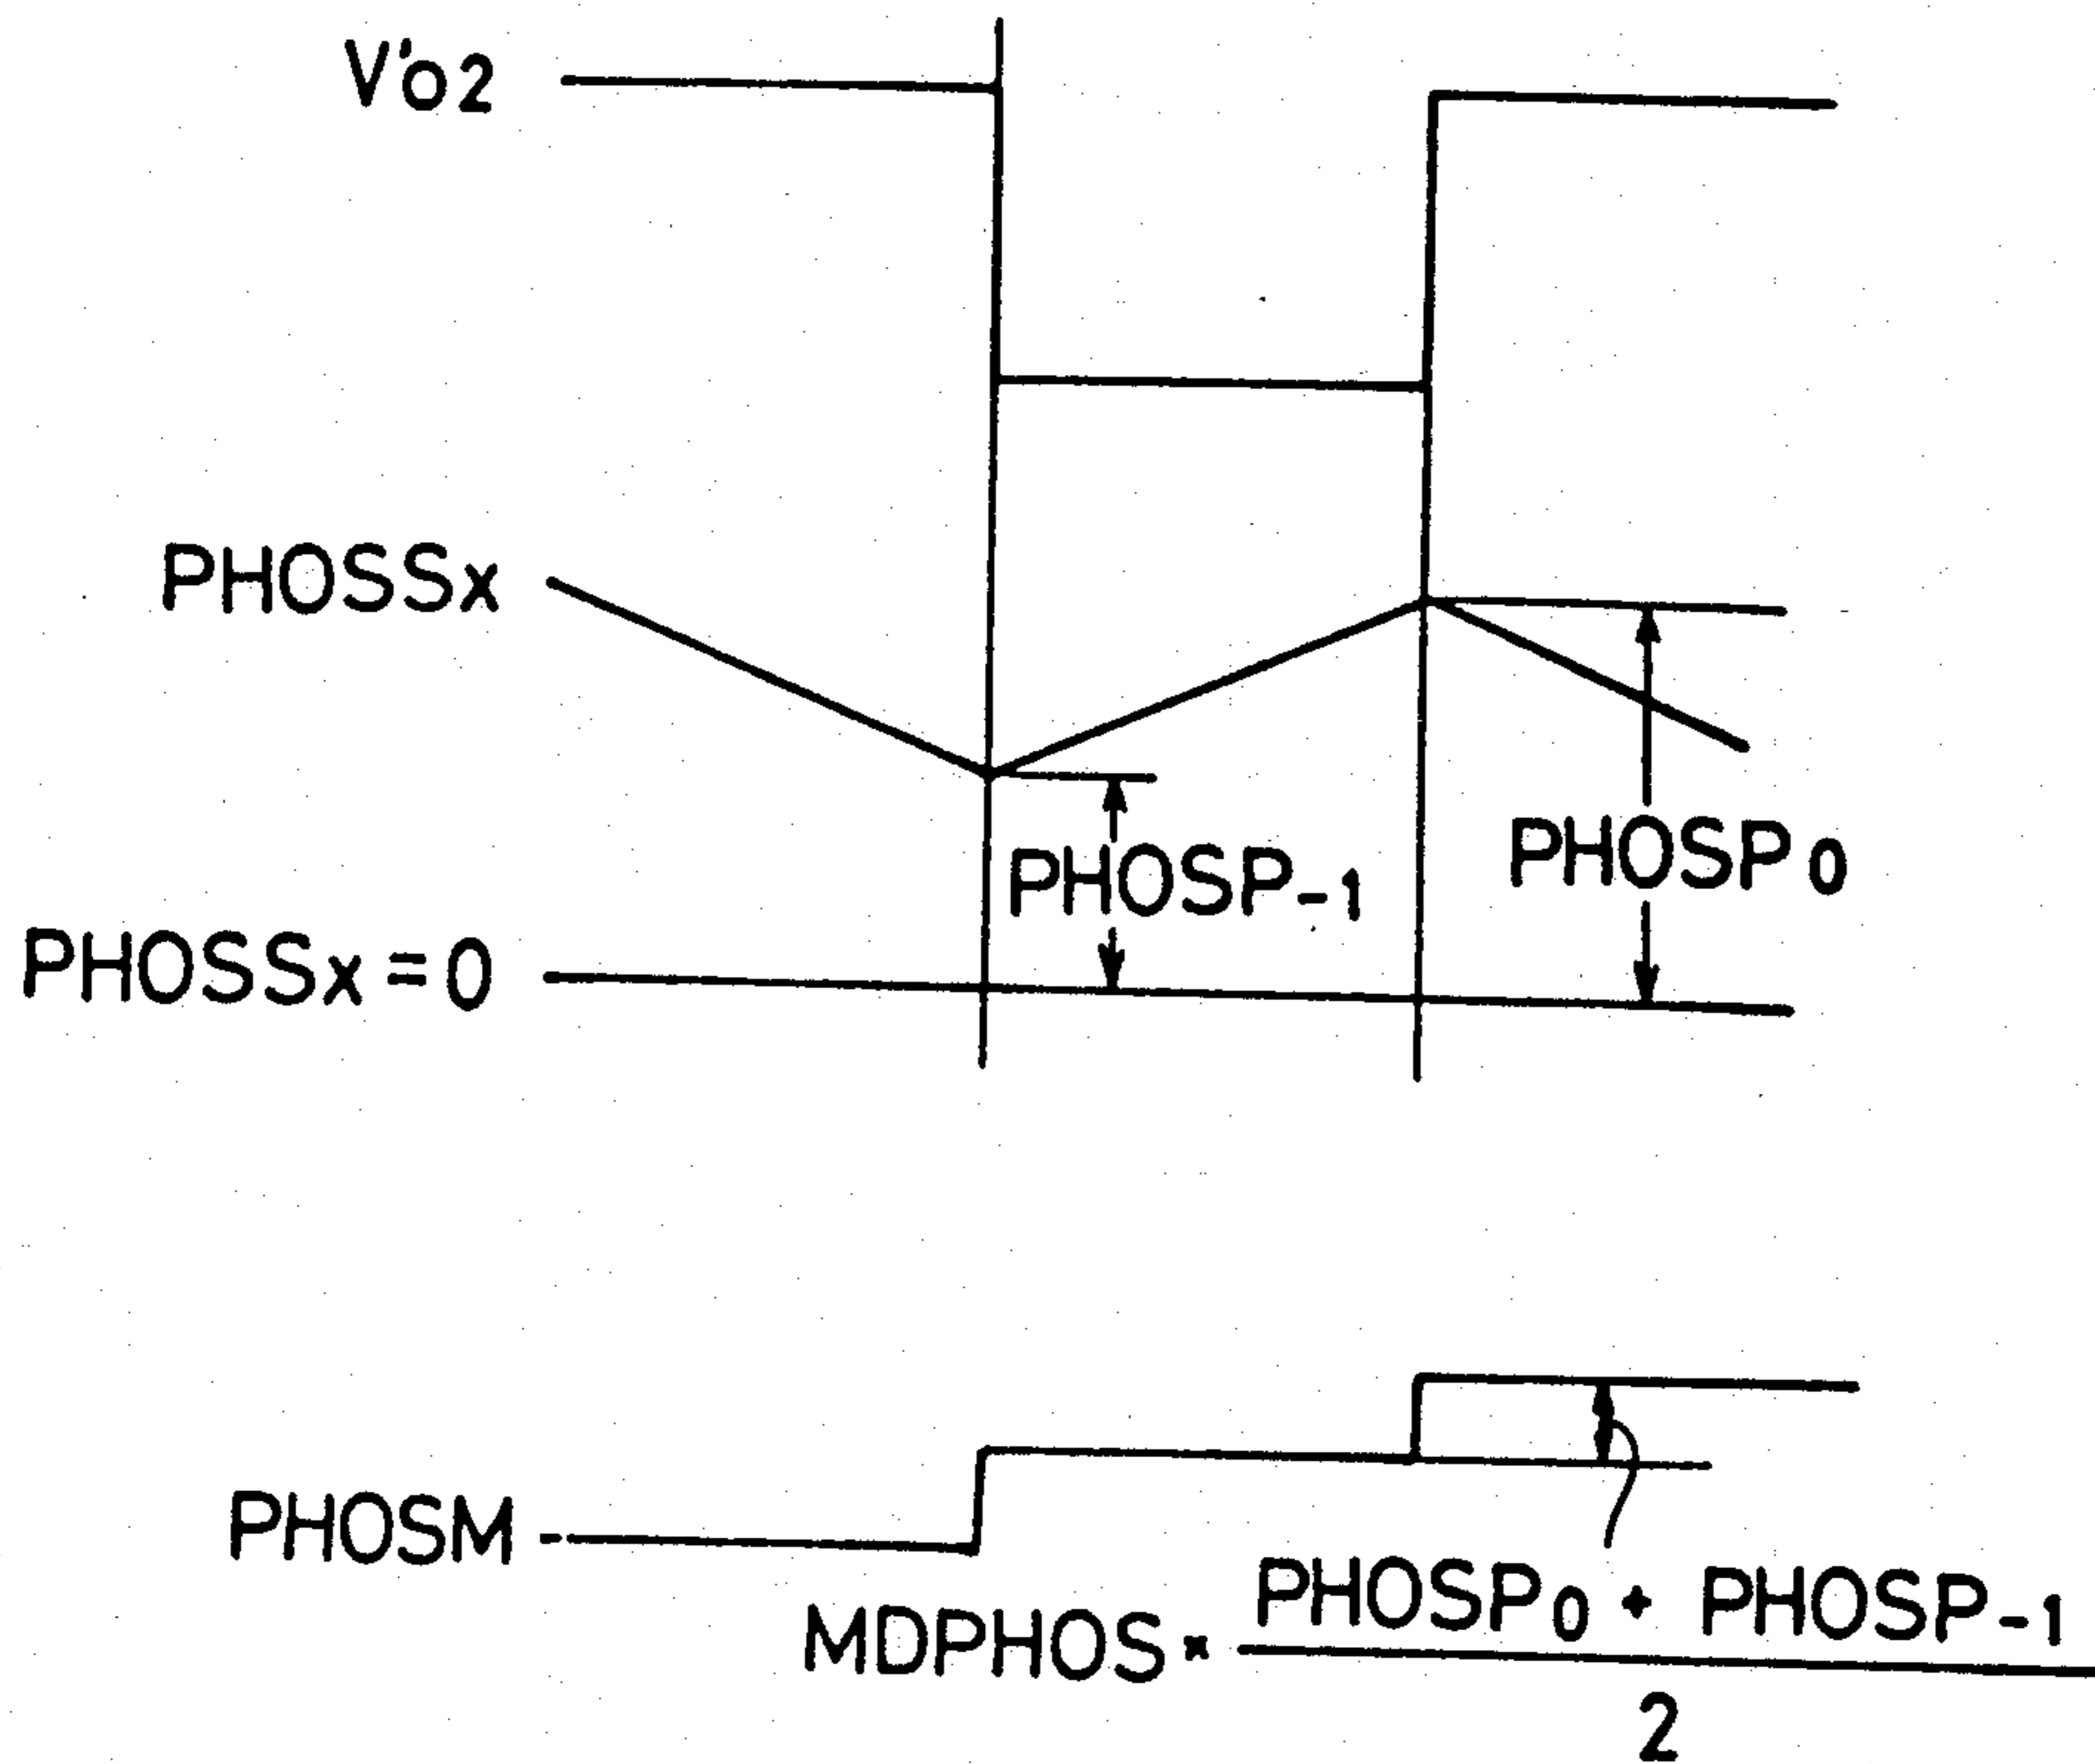 V'O2
PHOSSx
PHOSP-1
PHOSP0
PHOSSx = 0
PHOSM
PHOSP0 + PHOSP-1
MDPHOS ×
2